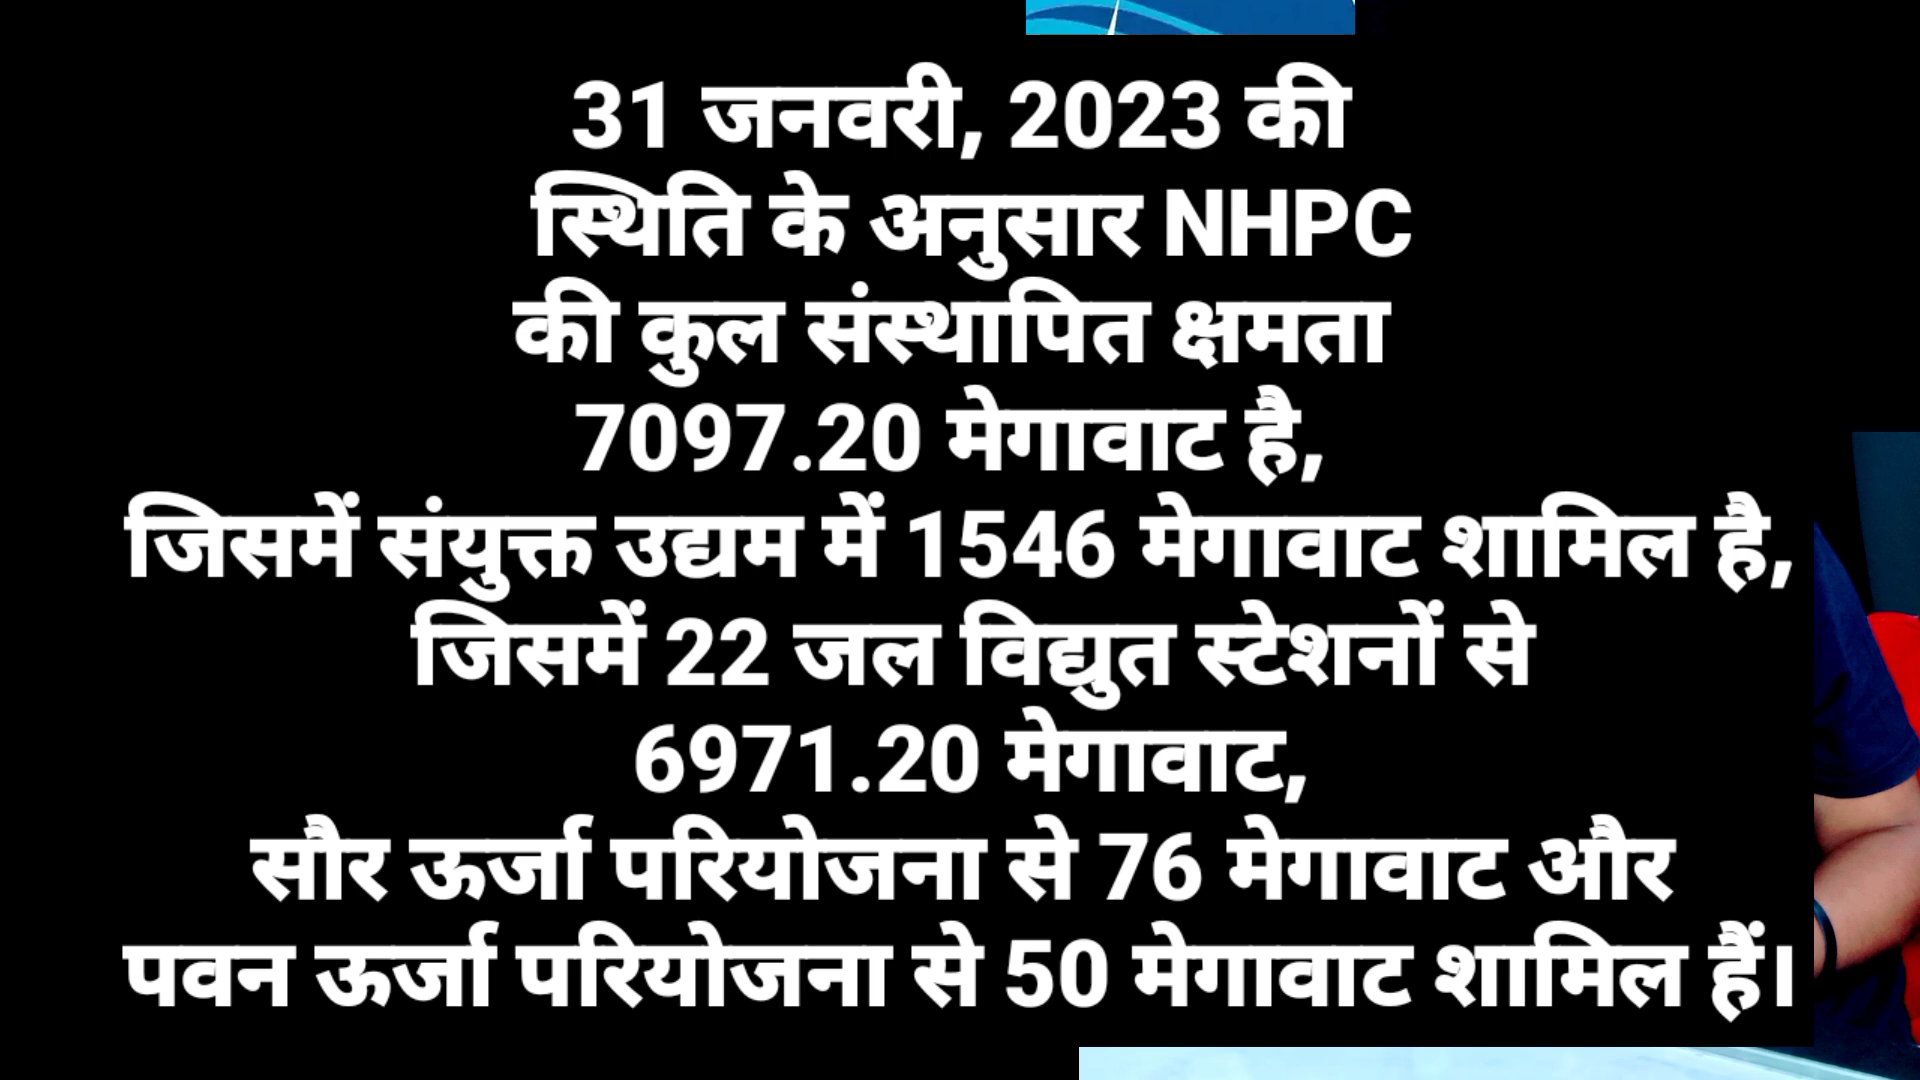 31 जनवरी, 2023 की
स्थिति के अनुसार NHPC
की कुल संस्थापित क्षमता
7097.20 मेगावाट है,
जिसमें संयुक्त उद्यम में 1546 मेगावाट शामिल है,
जिसमें 22 जल विद्युत स्टेशनों से
6971.20 मेगावाट,
सौर ऊर्जा परियोजना से 76 मेगावाट और
पवन ऊर्जा परियोजना से 50 मेगावाट शामिल हैं।